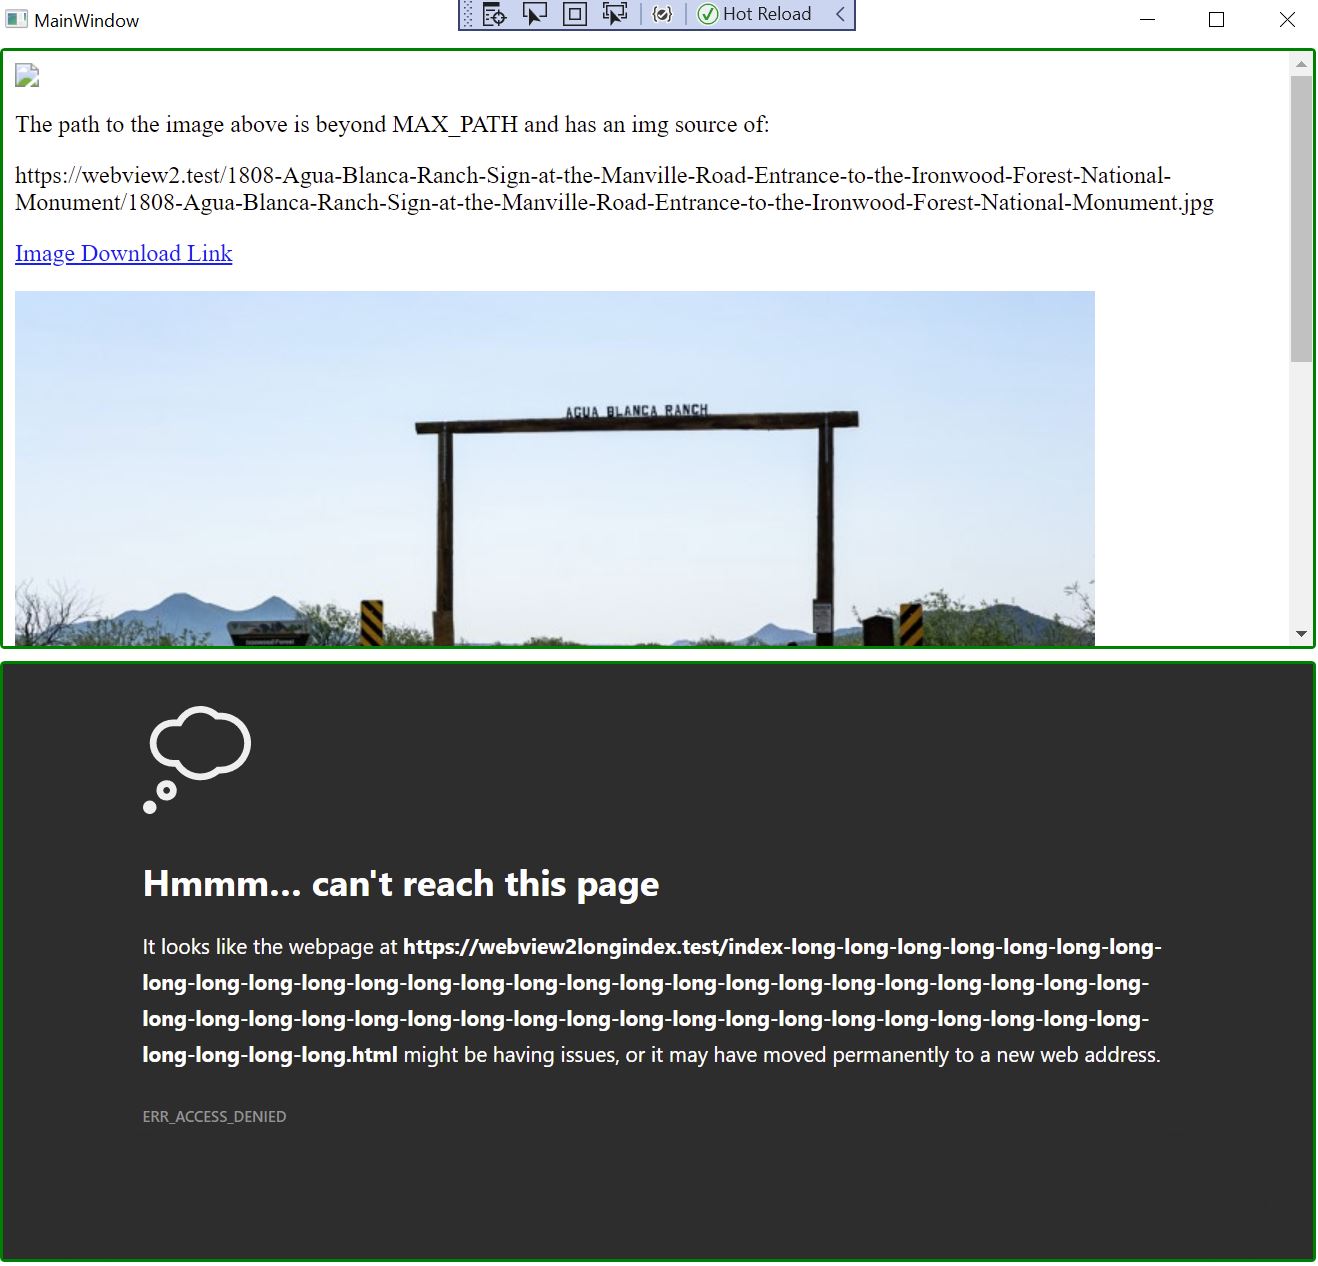 MainWindow
Hot Reload
The path to the image above is beyond MAX_PATH and has an img source of:
https://webview2.test/1808-Agua-Blanca-Ranch-Sign-at-the-Manville-Road-Entrance-to-the-Ironwood-Forest-National-
Monument/1808-Agua-Blanca-Ranch-Sign-at-the-Manville-Road-Entrance-to-the-Ironwood-Forest-National-Monument.jpg
Image Download Link
AGUA BLANCA RANCH
Hmmm... can't reach this page
It looks like the webpage at https://webview2longindex.test/index-long-long-long-long-long-long-long-
long-long-long-long-long-long-long-long-long-long-long-long-long-long-long-long-long-long-long-
long-long-long-long-long-long-long-long-long-long-long-long-long-long-long-long-long-long-long-
long-long-long-long.html might be having issues, or it may have moved permanently to a new web address.
ERR_ACCESS_DENIED